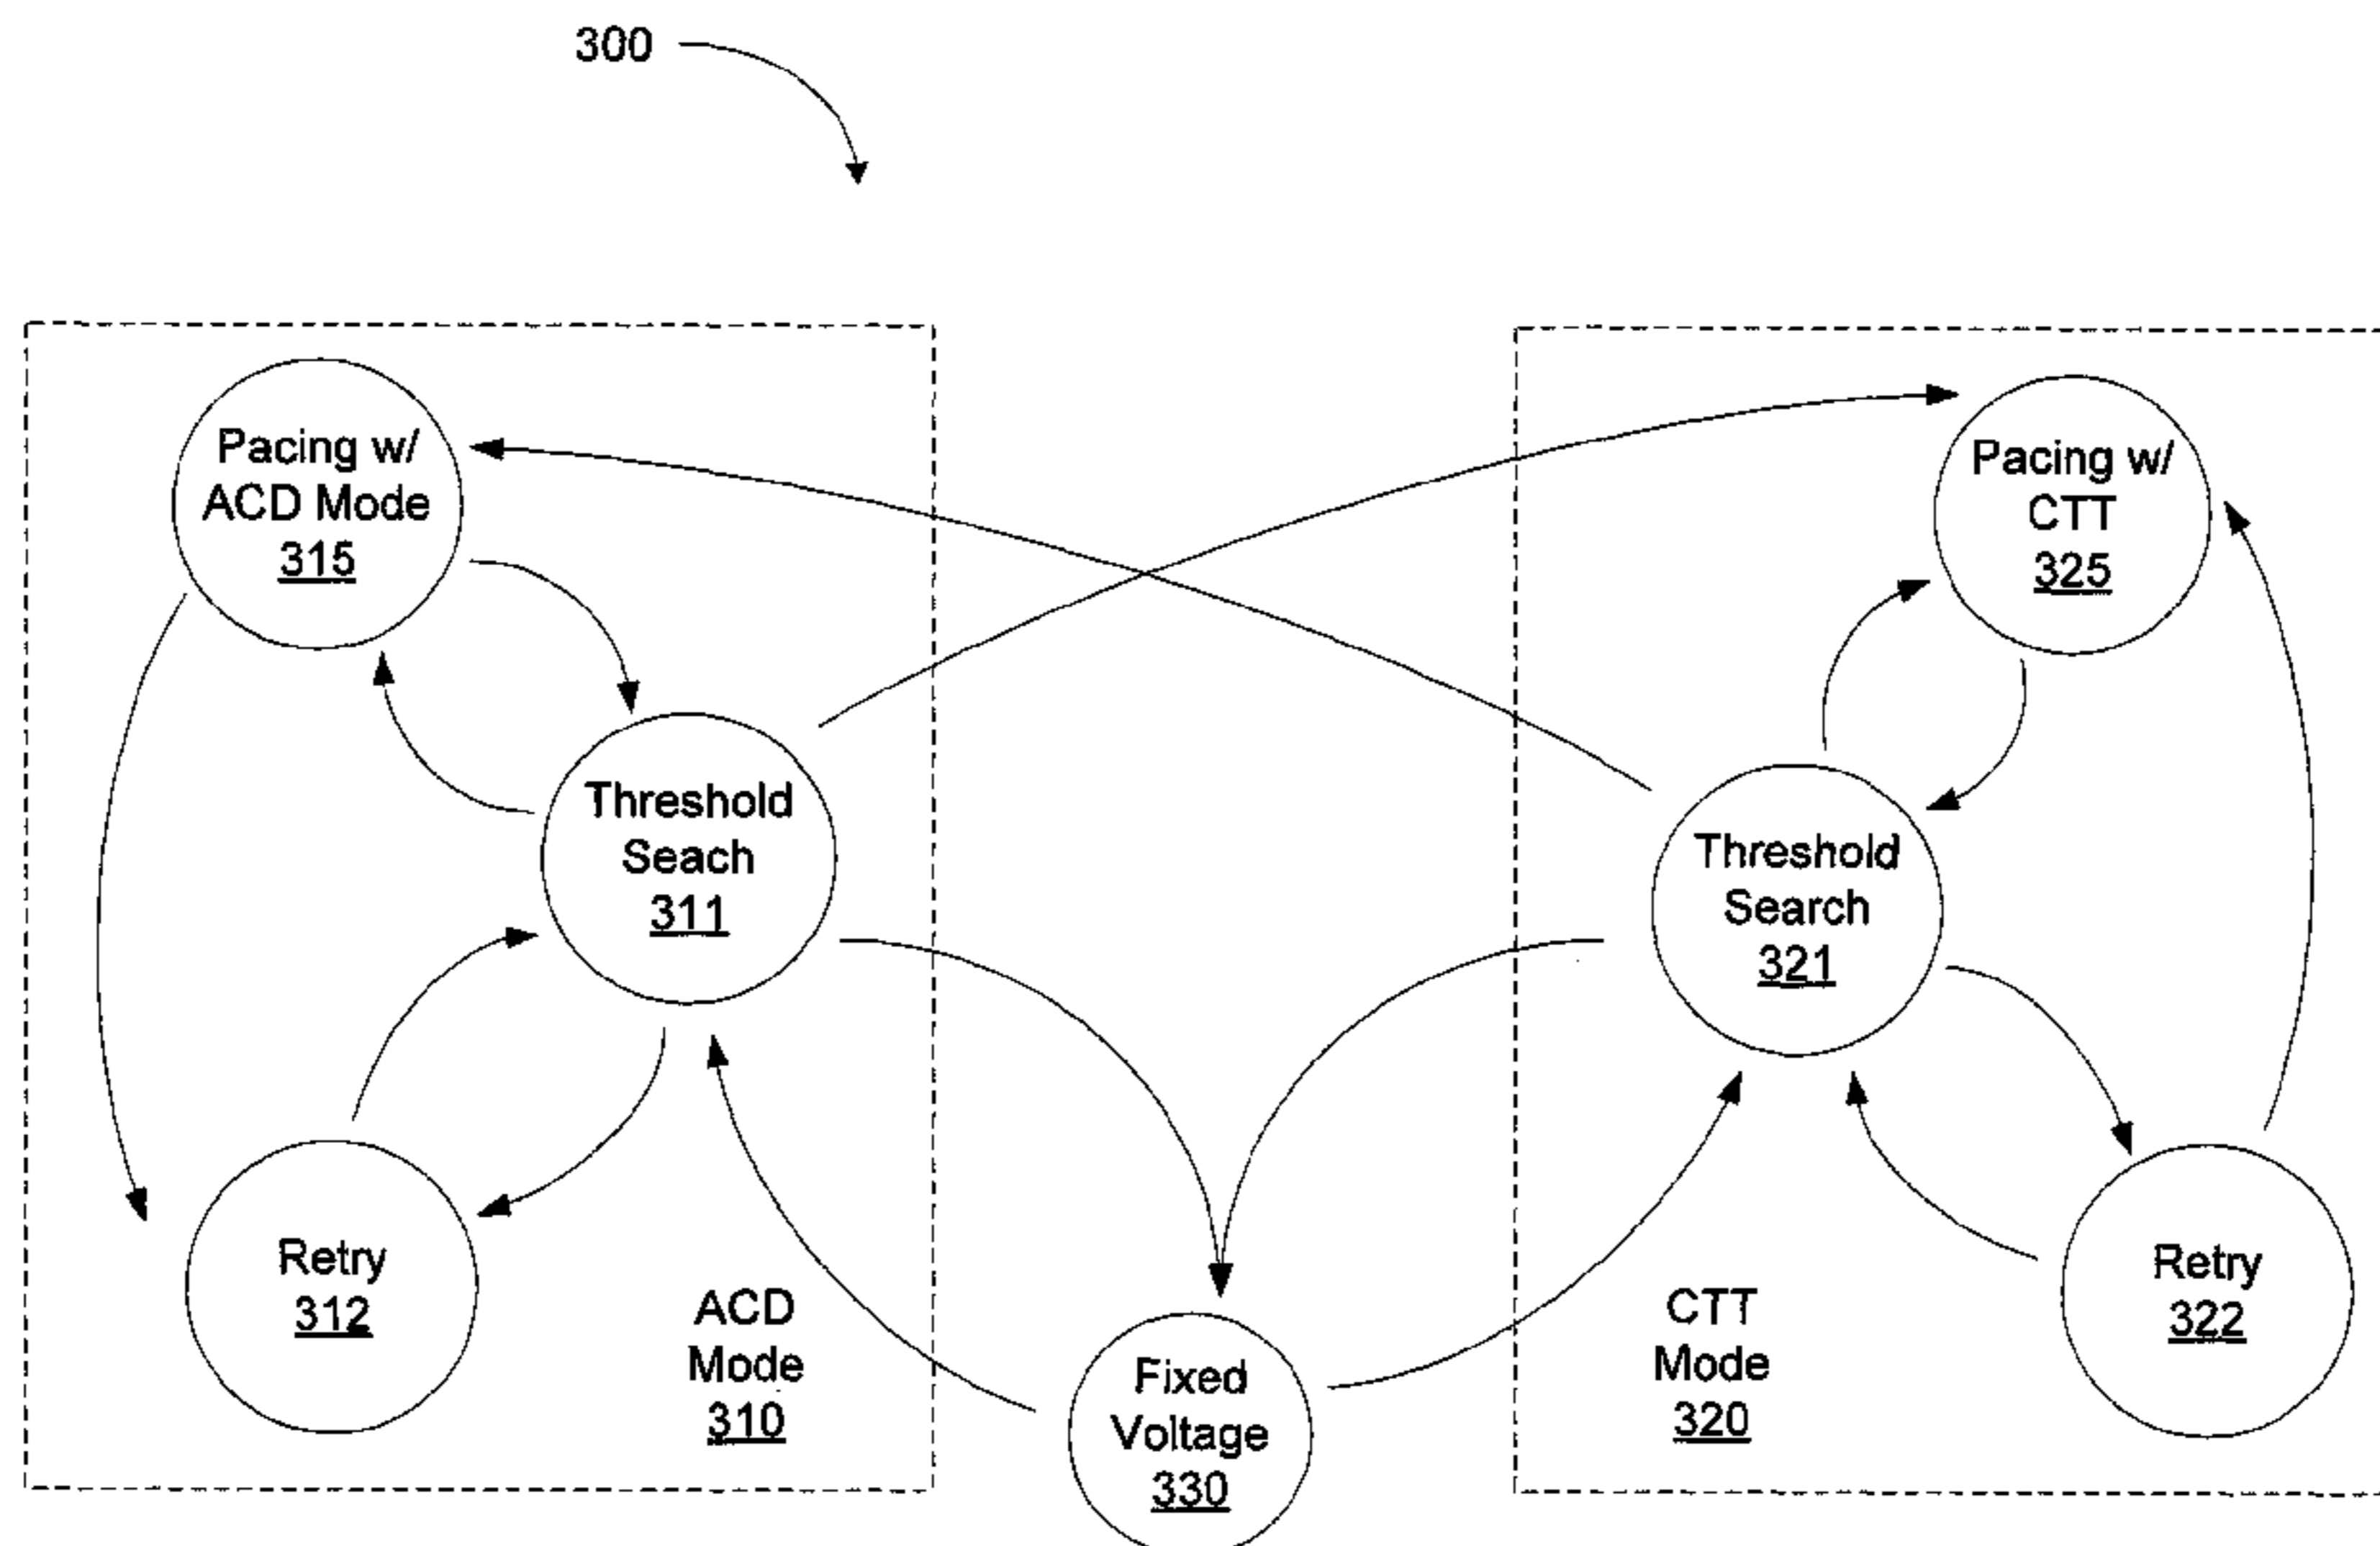 300
Pacing w/
ACD Mode
315
Pacing w/
CTT
325
Threshold
Seach
311
Threshold
Search
321
Retry
312
ACD
Mode
310
Fixed
Voltage
330
CTT
Mode
320
Retry
322